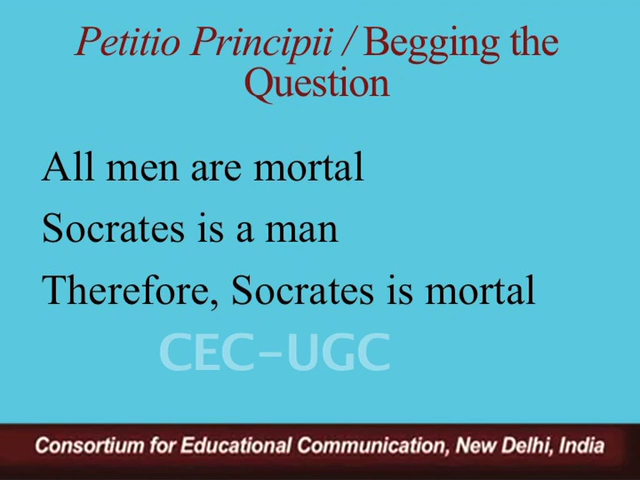 Petitio Principii / Begging the
Question
All men are mortal
Socrates is a man
Therefore, Socrates is mortal
CEC-UGC
Consortium for Educational Communication, New Delhi, India